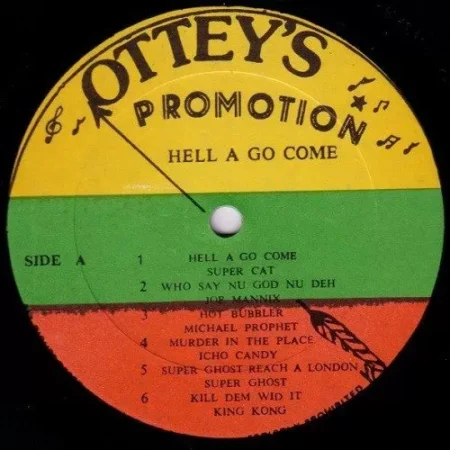 OTTEY'S
PROMOTION
HELL A GO COME
SIDE A
1 HELL A GO COME
SUPER CAT
2 WHO SAY NU GOD NU DEH
JOE MANNIX
3 HOT BUBBLER
MICHAEL PROPHET
4 MURDER IN THE PLACE
ICHO CANDY
5 SUPER GHOST REACH A LONDON
SUPER GHOST
6 KILL DEM WID IT
KING KONG
PROHIBITED